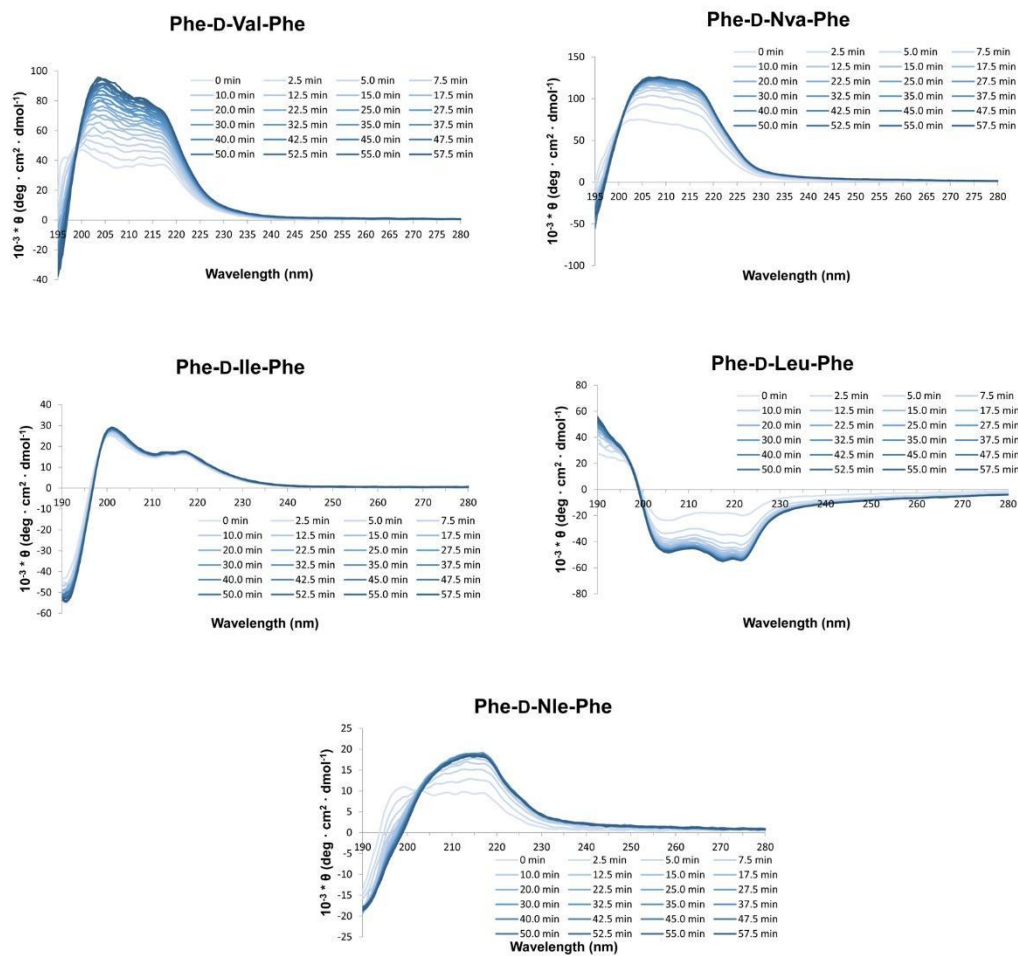 Phe-D-Val-Phe
10⁻³ * θ (deg · cm² · dmol⁻¹)
100
80
60
40
20
0
-20
-40
0 min 2.5 min 5.0 min 7.5 min
10.0 min 12.5 min 15.0 min 17.5 min
20.0 min 22.5 min 25.0 min 27.5 min
30.0 min 32.5 min 35.0 min 37.5 min
40.0 min 42.5 min 45.0 min 47.5 min
50.0 min 52.5 min 55.0 min 57.5 min
195 200 205 210 215 220 225 230 235 240 245 250 255 260 265 270 275 280
Wavelength (nm)
Phe-D-Nva-Phe
10⁻³ * θ (deg · cm² · dmol⁻¹)
150
100
50
0
-50
-100
0 min 2.5 min 5.0 min 7.5 min
10.0 min 12.5 min 15.0 min 17.5 min
20.0 min 22.5 min 25.0 min 27.5 min
30.0 min 32.5 min 35.0 min 37.5 min
40.0 min 42.5 min 45.0 min 47.5 min
50.0 min 52.5 min 55.0 min 57.5 min
195 200 205 210 215 220 225 230 235 240 245 250 255 260 265 270 275 280
Wavelength (nm)
Phe-D-Ile-Phe
10⁻³ * θ (deg · cm² · dmol⁻¹)
40
30
20
10
0
-10
-20
-30
-40
-50
-60
190 200 210 220 230 240 250 260 270 280
0 min 2.5 min 5.0 min 7.5 min
10.0 min 12.5 min 15.0 min 17.5 min
20.0 min 22.5 min 25.0 min 27.5 min
30.0 min 32.5 min 35.0 min 37.5 min
40.0 min 42.5 min 45.0 min 47.5 min
50.0 min 52.5 min 55.0 min 57.5 min
Wavelength (nm)
Phe-D-Leu-Phe
10⁻³ * θ (deg · cm² · dmol⁻¹)
80
60
40
20
0
-20
-40
-60
-80
0 min 2.5 min 5.0 min 7.5 min
10.0 min 12.5 min 15.0 min 17.5 min
20.0 min 22.5 min 25.0 min 27.5 min
30.0 min 32.5 min 35.0 min 37.5 min
40.0 min 42.5 min 45.0 min 47.5 min
50.0 min 52.5 min 55.0 min 57.5 min
190 200 210 220 230 240 250 260 270 280
Wavelength (nm)
Phe-D-Nle-Phe
10⁻³ * θ (deg · cm² · dmol⁻¹)
25
20
15
10
5
0
-5
-10
-15
-20
-25
190 200 210 220 230 240 250 260 270 280
0 min 2.5 min 5.0 min 7.5 min
10.0 min 12.5 min 15.0 min 17.5 min
20.0 min 22.5 min 25.0 min 27.5 min
30.0 min 32.5 min 35.0 min 37.5 min
40.0 min 42.5 min 45.0 min 47.5 min
50.0 min 52.5 min 55.0 min 57.5 min
Wavelength (nm)